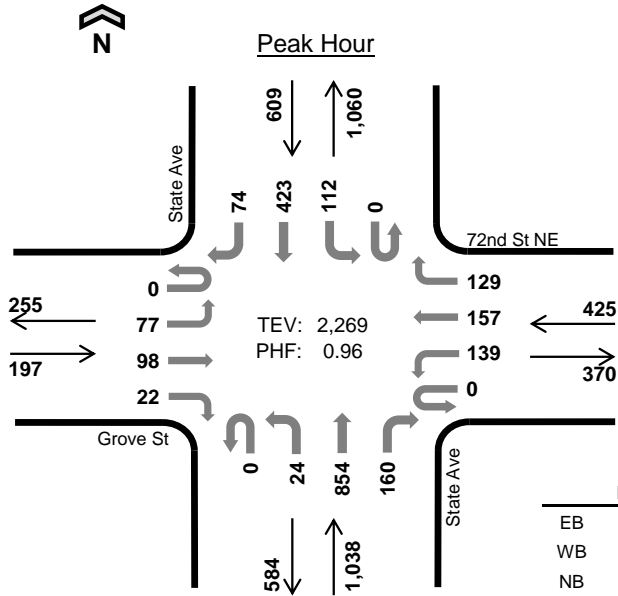 N
Peak Hour
609
1,060
State Ave
74
423
112
0
72nd St NE
0
129
255
77
TEV: 2,269
157
425
197
98
PHF: 0.96
139
370
22
0
Grove St
0
24
854
160
State Ave
584
1,038
EB
WB
NB